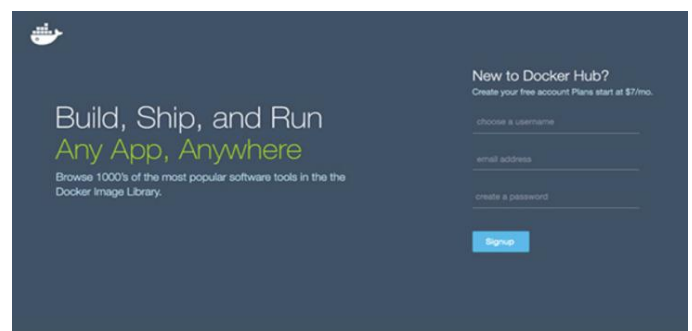 Build, Ship, and Run
Any App, Anywhere
Browse 1000's of the most popular software tools in the the
Docker Image Library.
New to Docker Hub?
Create your free account Plans start at $7/mo.
choose a username
email address
create a password
Signup